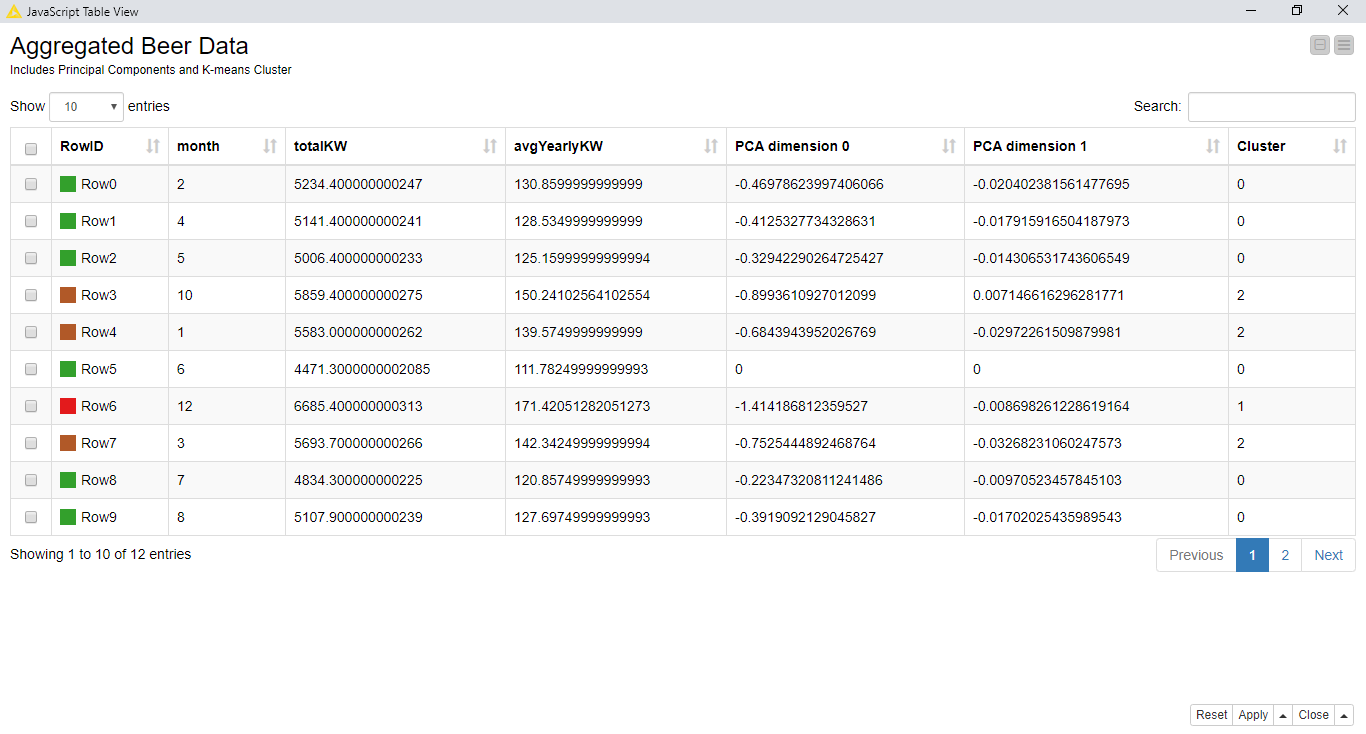 JavaScript Table View
Aggregated Beer Data
Includes Principal Components and K-means Cluster
Show 10 entries Search:
RowID month totalKW avgYearlyKW PCA dimension 0 PCA dimension 1 Cluster
Row0 2 5234.400000000247 130.8599999999999 -0.46978623997406066 -0.020402381561477695 0
Row1 4 5141.400000000241 128.5349999999999 -0.4125327734328631 -0.017915916504187973 0
Row2 5 5006.400000000233 125.15999999999994 -0.32942290264725427 -0.014306531743606549 0
Row3 10 5859.400000000275 150.24102564102554 -0.8993610927012099 0.007146616296281771 2
Row4 1 5583.000000000262 139.5749999999999 -0.6843943952026769 -0.02972261509879981 2
Row5 6 4471.3000000002085 111.78249999999993 0 0 0
Row6 12 6685.400000000313 171.42051282051273 -1.414186812359527 -0.008698261228619164 1
Row7 3 5693.700000000266 142.34249999999994 -0.7525444892468764 -0.03268231060247573 2
Row8 7 4834.300000000225 120.85749999999993 -0.22347320811241486 -0.00970523457845103 0
Row9 8 5107.900000000239 127.69749999999993 -0.3919092129045827 -0.01702025435989543 0
Showing 1 to 10 of 12 entries Previous 1 2 Next
Reset Apply Close